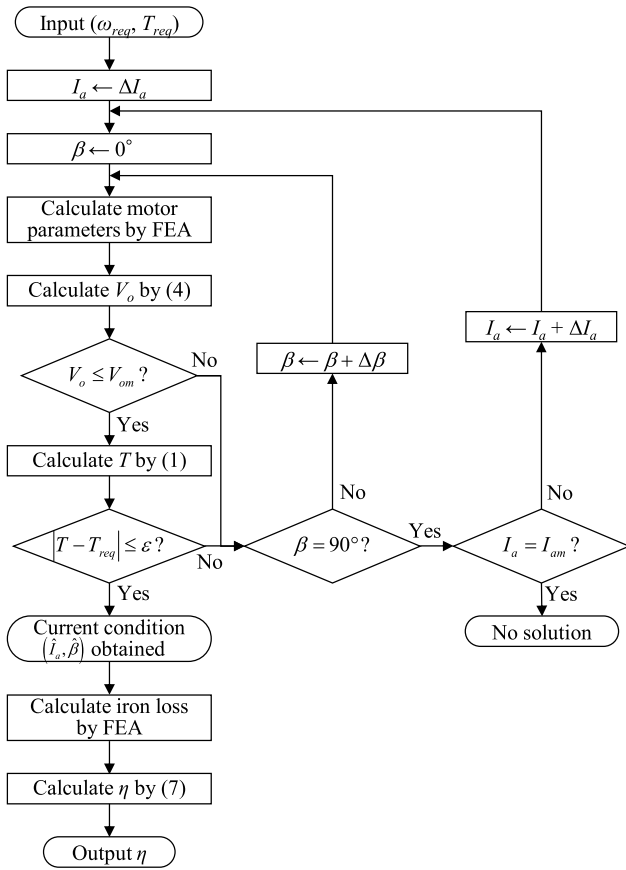 Input (ω_req, T_req)
I_a ← ΔI_a
β ← 0°
Calculate motor
parameters by FEA
Calculate V_o by (4)
V_o ≤ V_om ?
No
Yes
Calculate T by (1)
|T − T_req| ≤ ε ?
No
Yes
β ← β + Δβ
No
β = 90° ?
Yes
I_a ← I_a + ΔI_a
No
I_a = I_am ?
Yes
No solution
Current condition
(Î_a, β̂) obtained
Calculate iron loss
by FEA
Calculate η by (7)
Output η